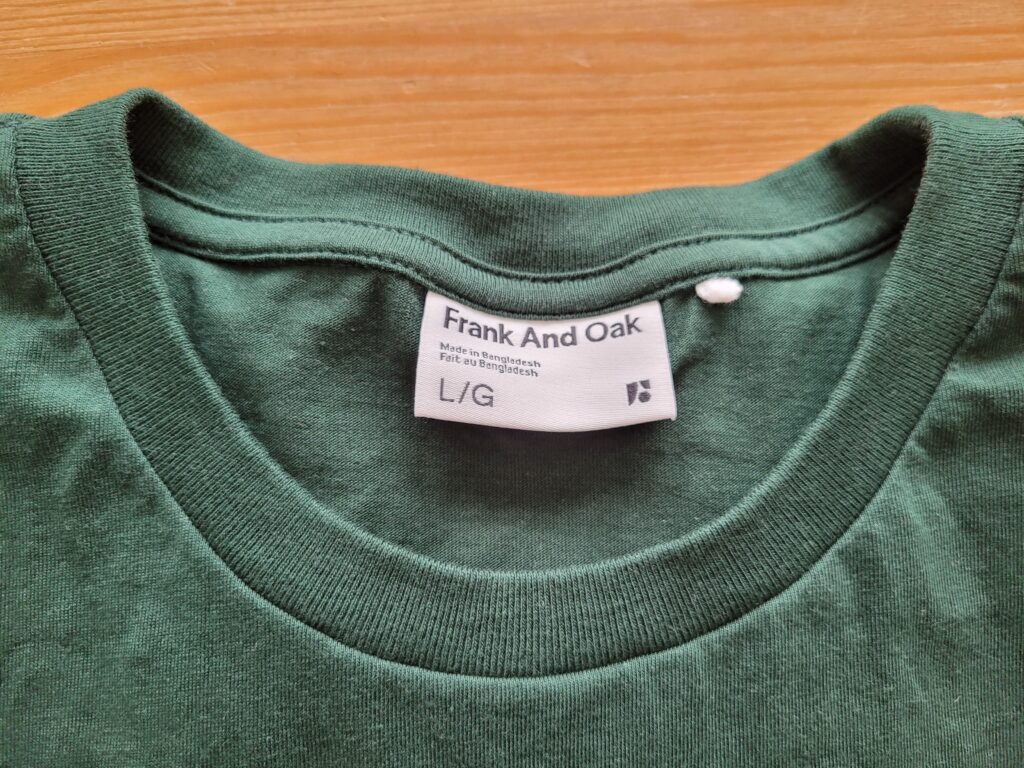 Frank And Oak
Made in Bangladesh
Fait au Bangladesh
L/G